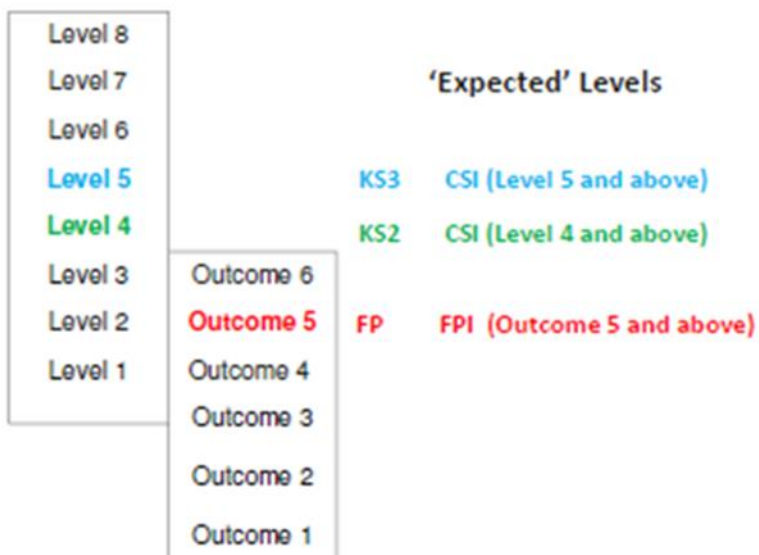 Level 8
Level 7
'Expected' Levels
Level 6
Level 5 KS3 CSI (Level 5 and above)
Level 4 KS2 CSI (Level 4 and above)
Level 3 Outcome 6
Level 2 Outcome 5 FP FPI (Outcome 5 and above)
Level 1 Outcome 4
Outcome 3
Outcome 2
Outcome 1